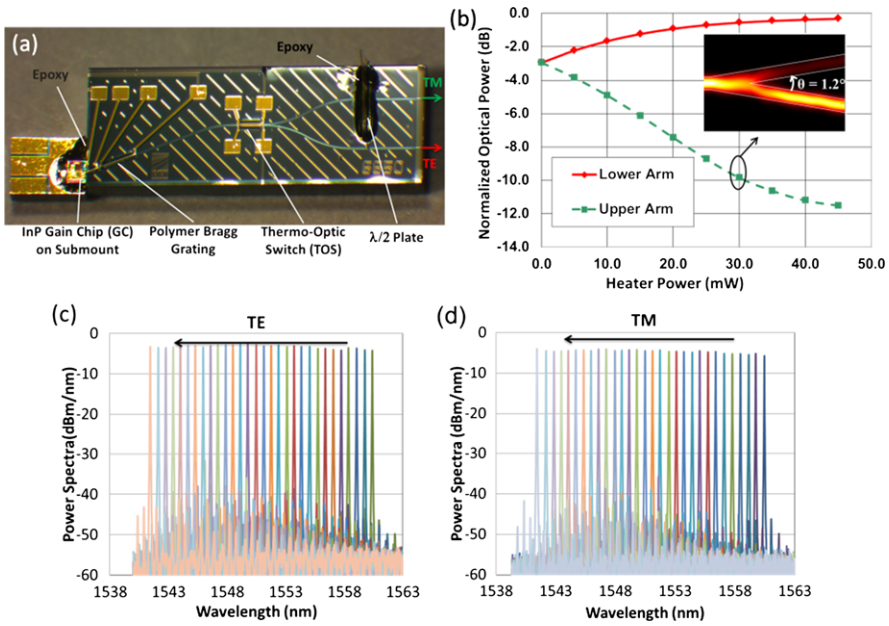 (a)
Epoxy
Epoxy
TM
TE
InP Gain Chip (GC)
on Submount
Polymer Bragg
Grating
Thermo-Optic
Switch (TOS)
λ/2 Plate
(b)
Normalized Optical Power (dB)
0.0
-2.0
-4.0
-6.0
-8.0
-10.0
-12.0
-14.0
θ = 1.2°
Lower Arm
Upper Arm
0.0 10.0 20.0 30.0 40.0 50.0
Heater Power (mW)
(c)
TE
Power Spectra(dBm/nm)
0
-10
-20
-30
-40
-50
-60
1538 1543 1548 1553 1558 1563
Wavelength (nm)
(d)
TM
Power Spectra (dBm/nm)
0
-10
-20
-30
-40
-50
-60
1538 1543 1548 1553 1558 1563
Wavelength (nm)